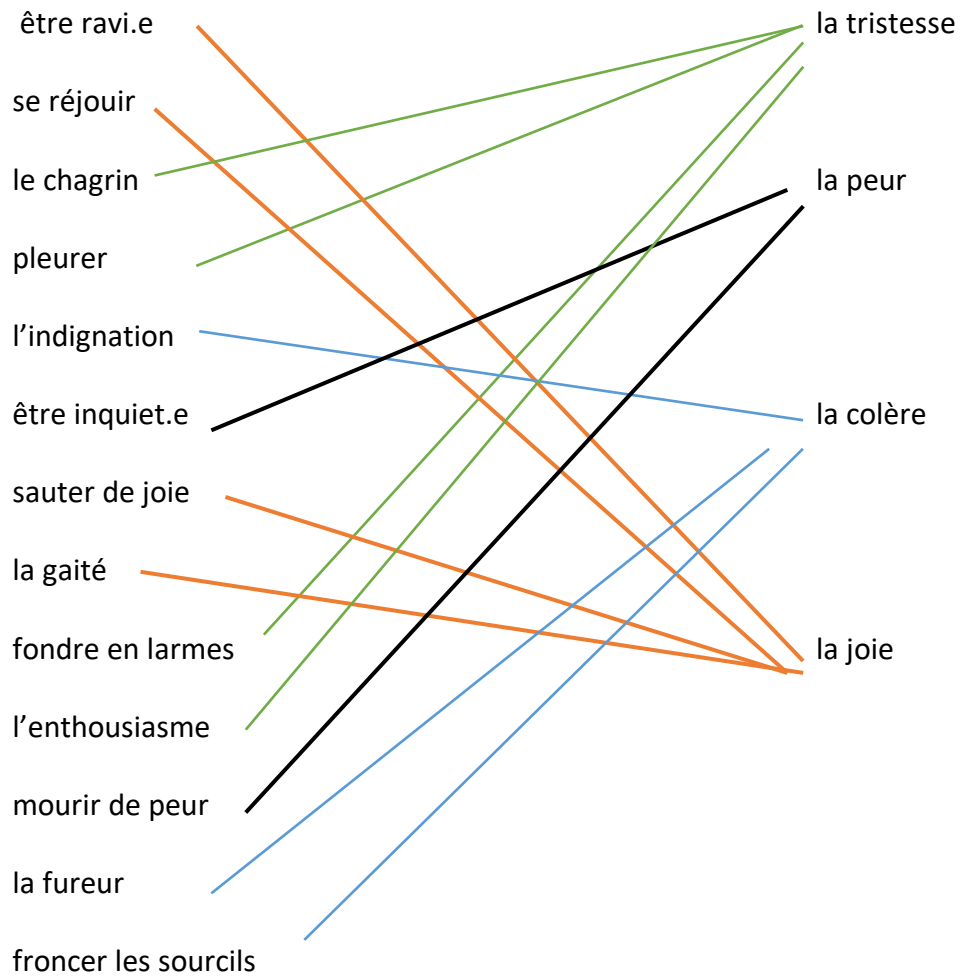 être ravi.e
la tristesse
se réjouir
le chagrin
la peur
pleurer
l’indignation
être inquiet.e
la colère
sauter de joie
la gaité
fondre en larmes
la joie
l’enthousiasme
mourir de peur
la fureur
froncer les sourcils